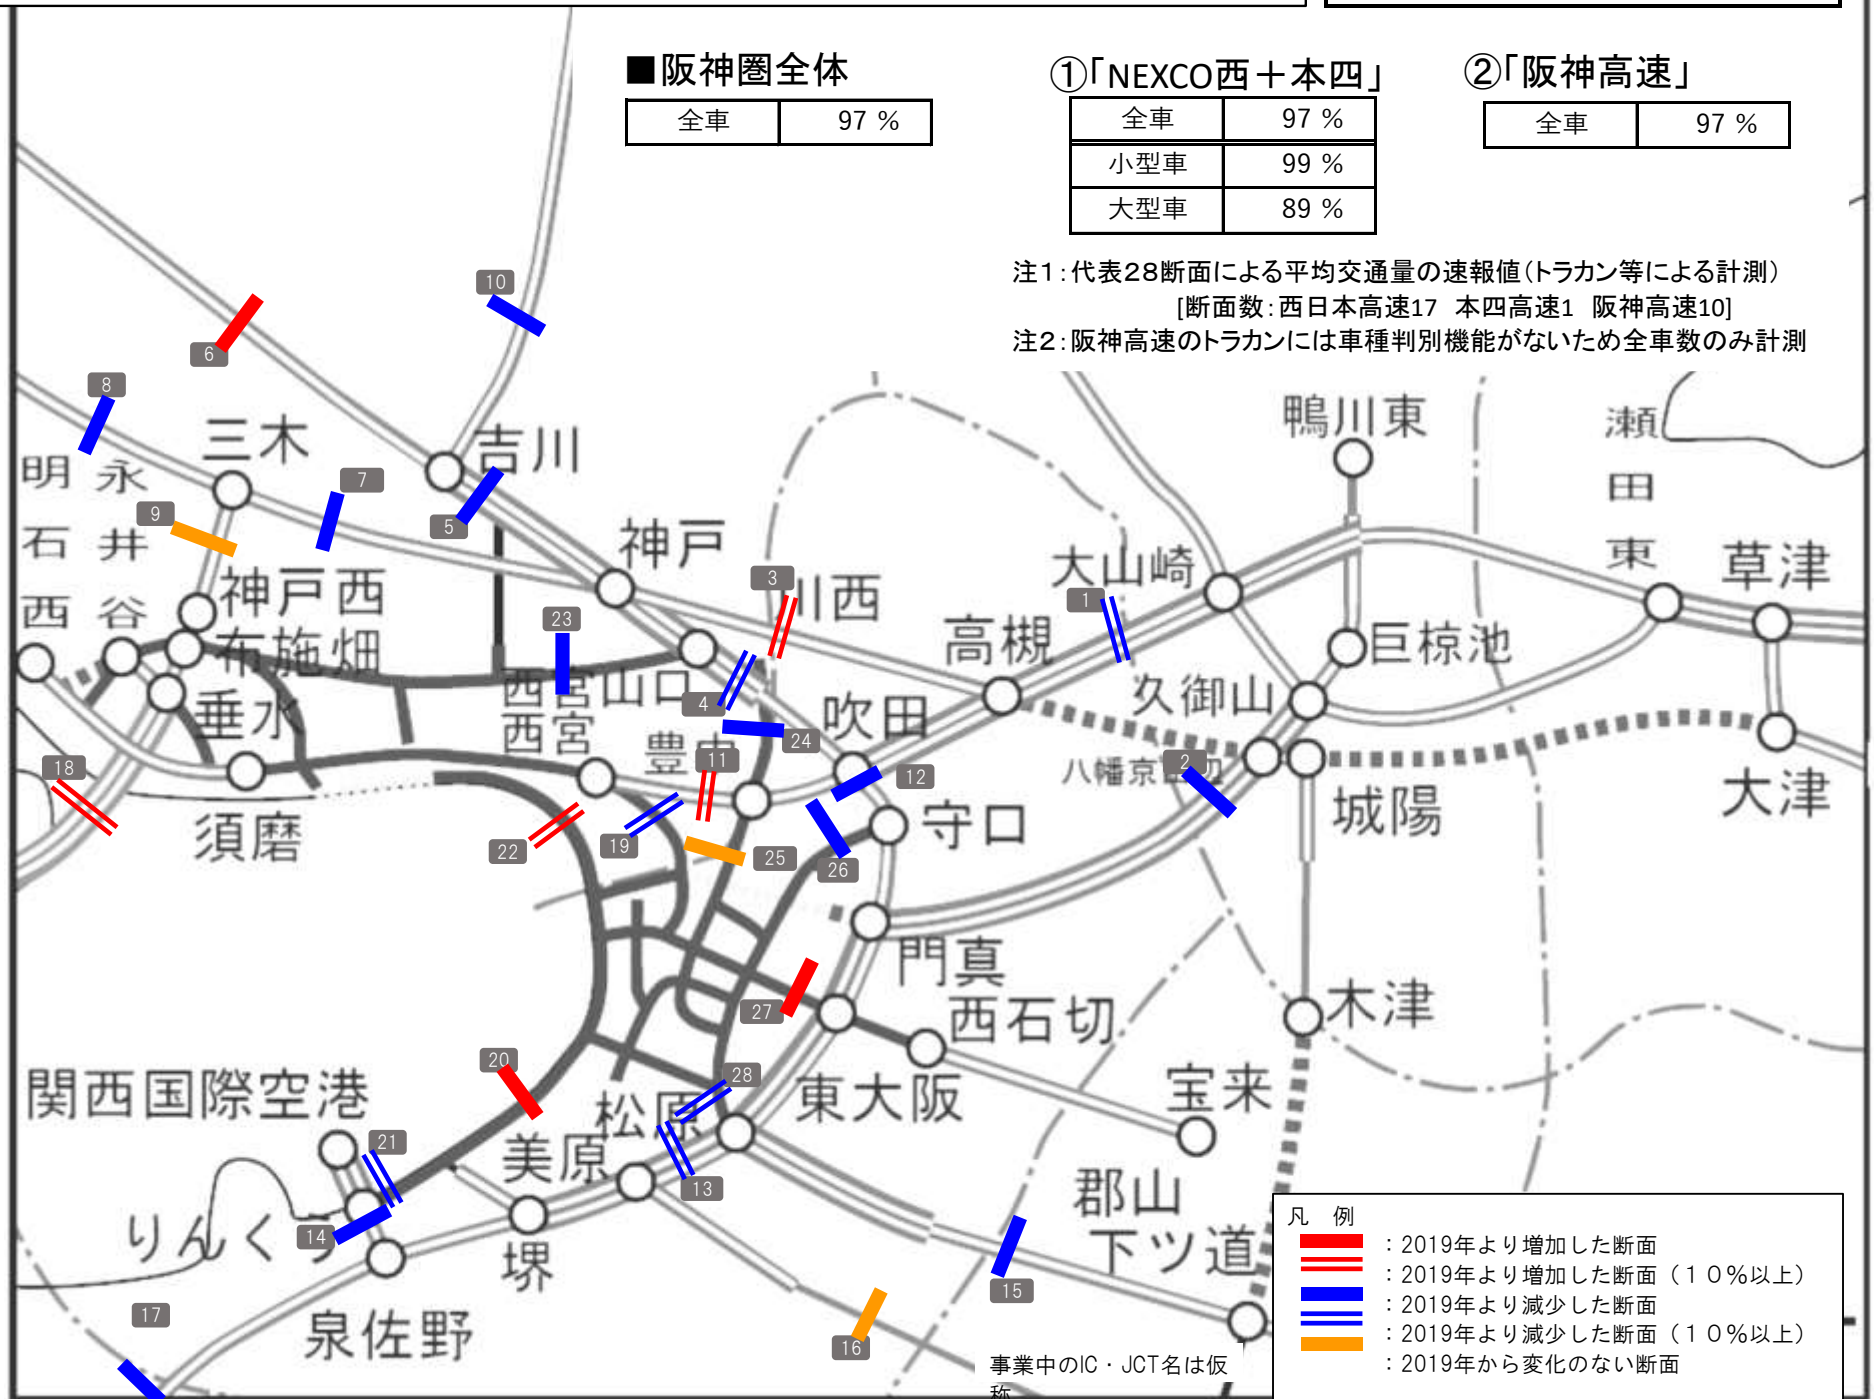 ■阪神圏全体
全車 97 %
①「NEXCO西＋本四」
全車 97 %
小型車 99 %
大型車 89 %
②「阪神高速」
全車 97 %
注1：代表28断面による平均交通量の速報値（トラカン等による計測）
[断面数：西日本高速17 本四高速1 阪神高速10]
注2：阪神高速のトラカンには車種判別機能がないため全車数のみ計測
10
6
8
三木
吉川
鴨川東
瀬田東
明石西
永井谷
7
9
5
神戸
3
川西
大山崎
1
草津
神戸西
布施畑
23
高槻
巨椋池
西宮山口
西宮
4
久御山
垂水
吹田
24
豊中
11
18
12
八幡京田辺
2
大津
城陽
須磨
守口
22
19
25
26
門真
27
西石切
木津
20
28
関西国際空港
松原
東大阪
宝来
21
美原
13
郡山
下ツ道
りんくう
14
堺
15
17
泉佐野
16
事業中のIC・JCT名は仮
称
凡 例
：2019年より増加した断面
：2019年より増加した断面（１０％以上）
：2019年より減少した断面
：2019年より減少した断面（１０％以上）
：2019年から変化のない断面